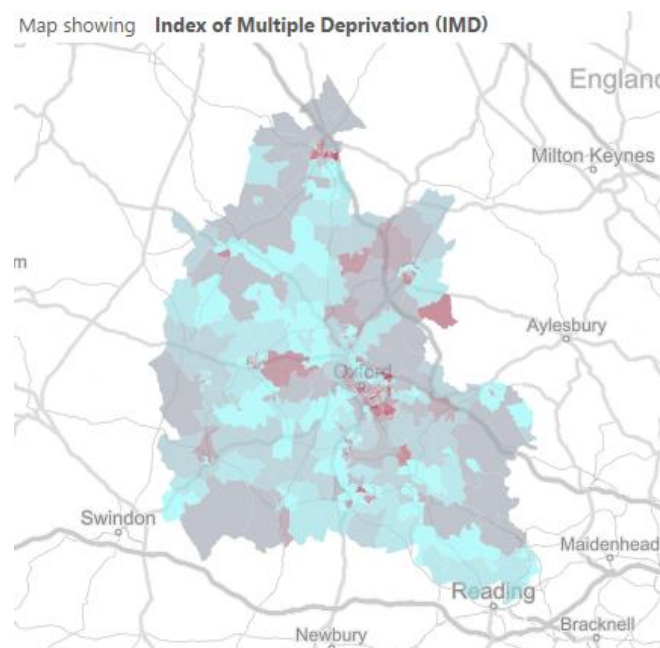 Map showing Index of Multiple Deprivation (IMD)
England
Milton Keynes
m
Aylesbury
Oxford
Swindon
Maidenhead
Reading
Bracknell
Newbury